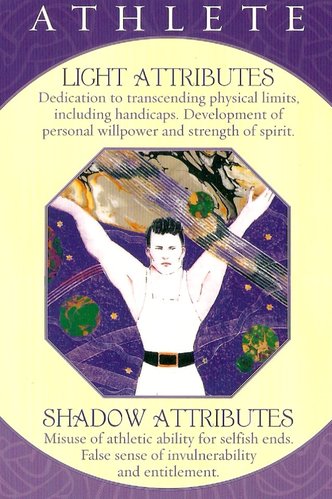 ATHLETE
LIGHT ATTRIBUTES
Dedication to transcending physical limits,
including handicaps. Development of
personal willpower and strength of spirit.
SHADOW ATTRIBUTES
Misuse of athletic ability for selfish ends.
False sense of invulnerability
and entitlement.